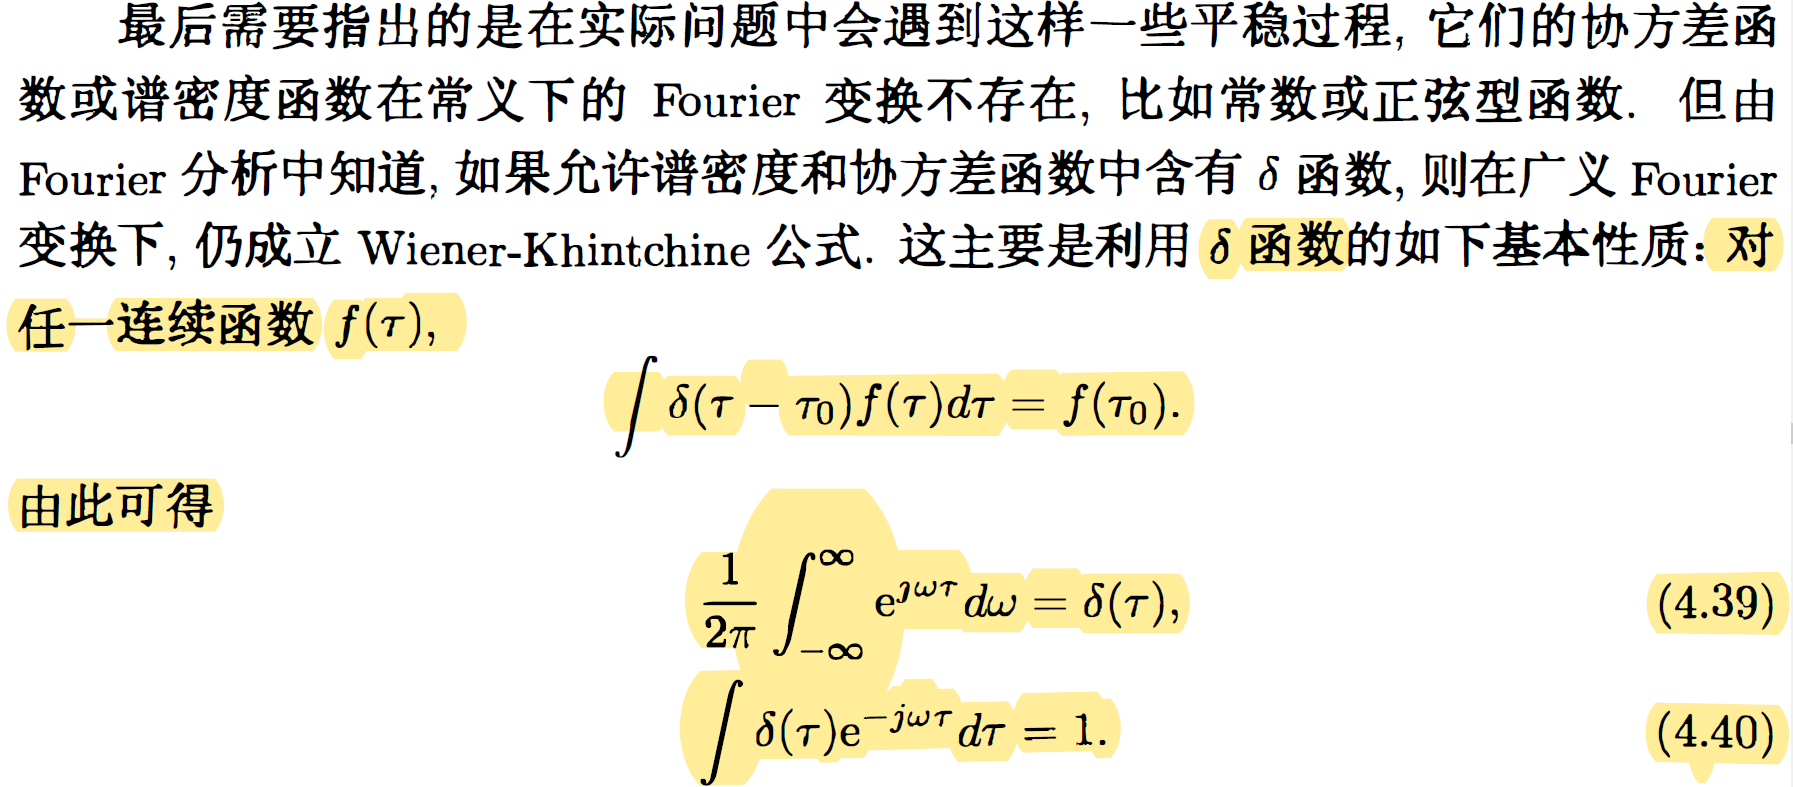 最后需要指出的是在实际问题中会遇到这样一些平稳过程, 它们的协方差函
数或谱密度函数在常义下的 Fourier 变换不存在, 比如常数或正弦型函数. 但由
Fourier 分析中知道, 如果允许谱密度和协方差函数中含有 δ 函数, 则在广义 Fourier
变换下, 仍成立 Wiener-Khintchine 公式. 这主要是利用 δ 函数的如下基本性质: 对
任一连续函数 f(τ),
∫ δ(τ − τ₀)f(τ)dτ = f(τ₀).
由此可得
1/2π ∫_{−∞}^{∞} e^{jωτ} dω = δ(τ), (4.39)
∫ δ(τ)e^{−jωτ} dτ = 1. (4.40)